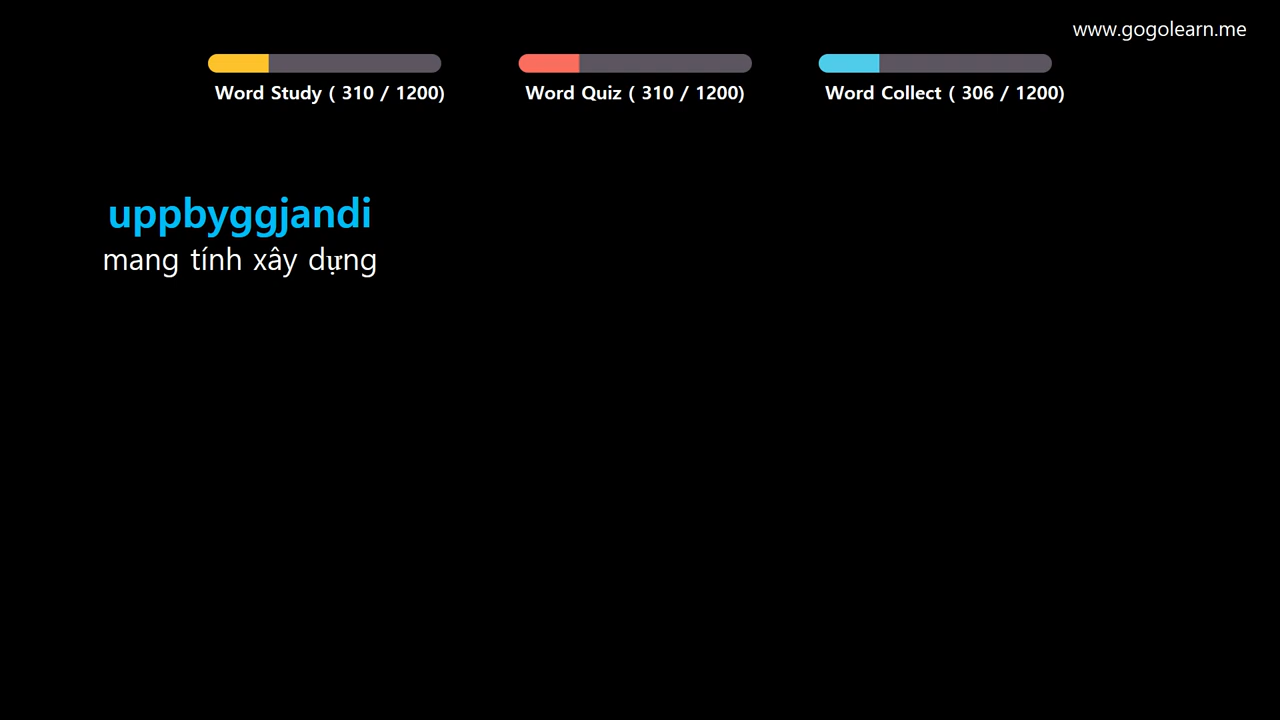 www.gogolearn.me
Word Study ( 310 / 1200)
Word Quiz ( 310 / 1200)
Word Collect ( 306 / 1200)
uppbyggjandi
mang tính xây dựng